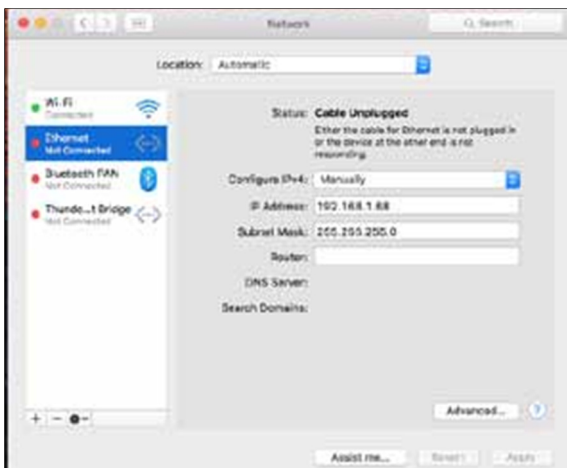 Network
Search
Location: Automatic
Wi-Fi
Connected
Ethernet
Not Connected
Bluetooth PAN
Not Connected
Thunde...t Bridge
Not Connected
Status: Cable Unplugged
Either the cable for Ethernet is not plugged in
or the device at the other end is not
responding.
Configure IPv4: Manually
IP Address: 192.168.1.88
Subnet Mask: 255.255.255.0
Router:
DNS Server:
Search Domains:
Advanced...
?
Assist me...
Revert
Apply